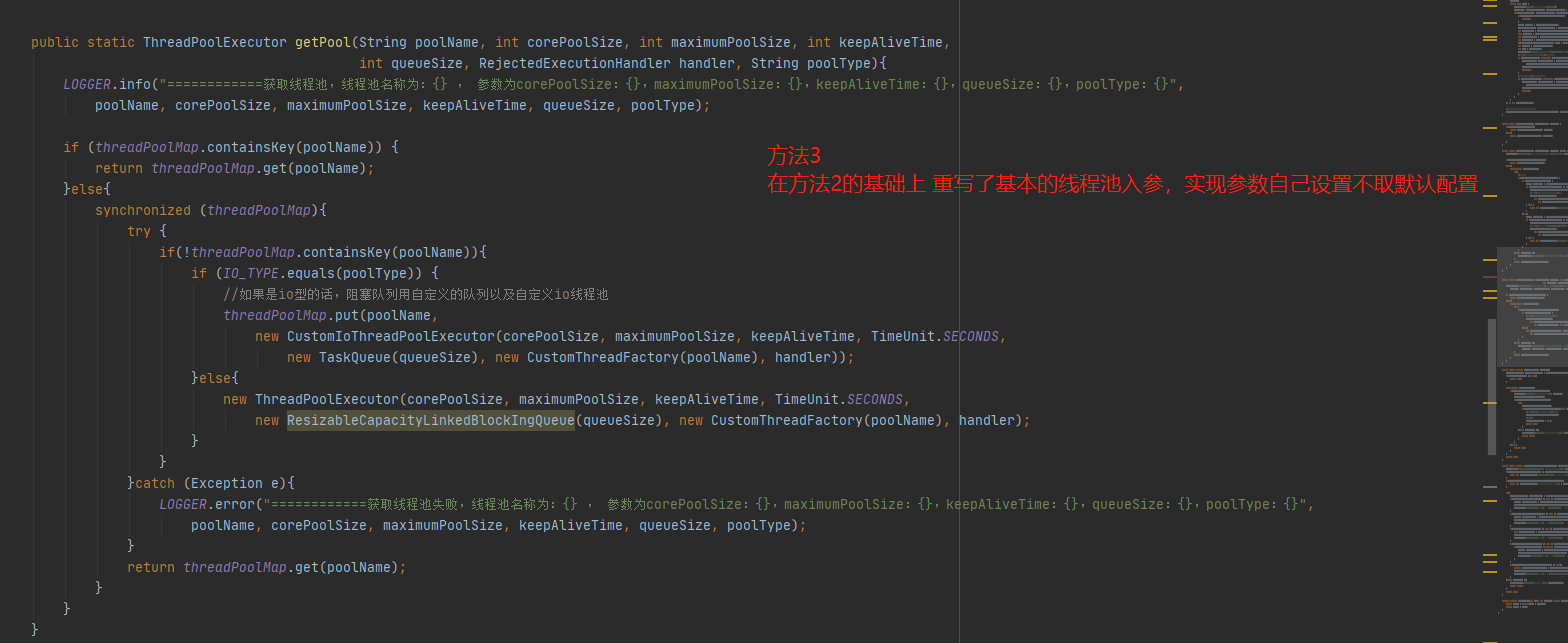 public static ThreadPoolExecutor getPool(String poolName, int corePoolSize, int maximumPoolSize, int keepAliveTime,
int queueSize, RejectedExecutionHandler handler, String poolType){
LOGGER.info("============获取线程池，线程池名称为：{} ， 参数为corePoolSize：{}，maximumPoolSize：{}，keepAliveTime：{}，queueSize：{}，poolType：{}",
poolName, corePoolSize, maximumPoolSize, keepAliveTime, queueSize, poolType);
if (threadPoolMap.containsKey(poolName)) {
方法3
return threadPoolMap.get(poolName);
}else{
在方法2的基础上 重写了基本的线程池入参，实现参数自己设置不取默认配置
synchronized (threadPoolMap){
try {
if(!threadPoolMap.containsKey(poolName)){
if (IO_TYPE.equals(poolType)) {
//如果是io型的话，阻塞队列用自定义的队列以及自定义io线程池
threadPoolMap.put(poolName,
new CustomIoThreadPoolExecutor(corePoolSize, maximumPoolSize, keepAliveTime, TimeUnit.SECONDS,
new TaskQueue(queueSize), new CustomThreadFactory(poolName), handler));
}else{
new ThreadPoolExecutor(corePoolSize, maximumPoolSize, keepAliveTime, TimeUnit.SECONDS,
new ResizableCapacityLinkedBlockIngQueue(queueSize), new CustomThreadFactory(poolName), handler);
}
}
}catch (Exception e){
LOGGER.error("============获取线程池失败，线程池名称为：{} ， 参数为corePoolSize：{}，maximumPoolSize：{}，keepAliveTime：{}，queueSize：{}，poolType：{}",
poolName, corePoolSize, maximumPoolSize, keepAliveTime, queueSize, poolType);
}
return threadPoolMap.get(poolName);
}
}
}